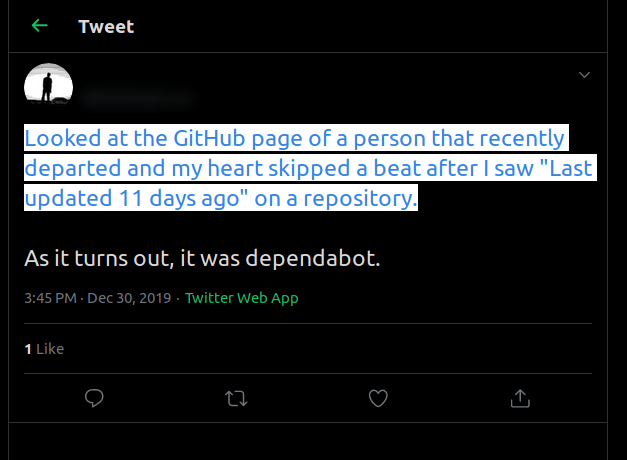 Tweet
Looked at the GitHub page of a person that recently
departed and my heart skipped a beat after I saw "Last
updated 11 days ago" on a repository.
As it turns out, it was dependabot.
3:45 PM · Dec 30, 2019 · Twitter Web App
1 Like